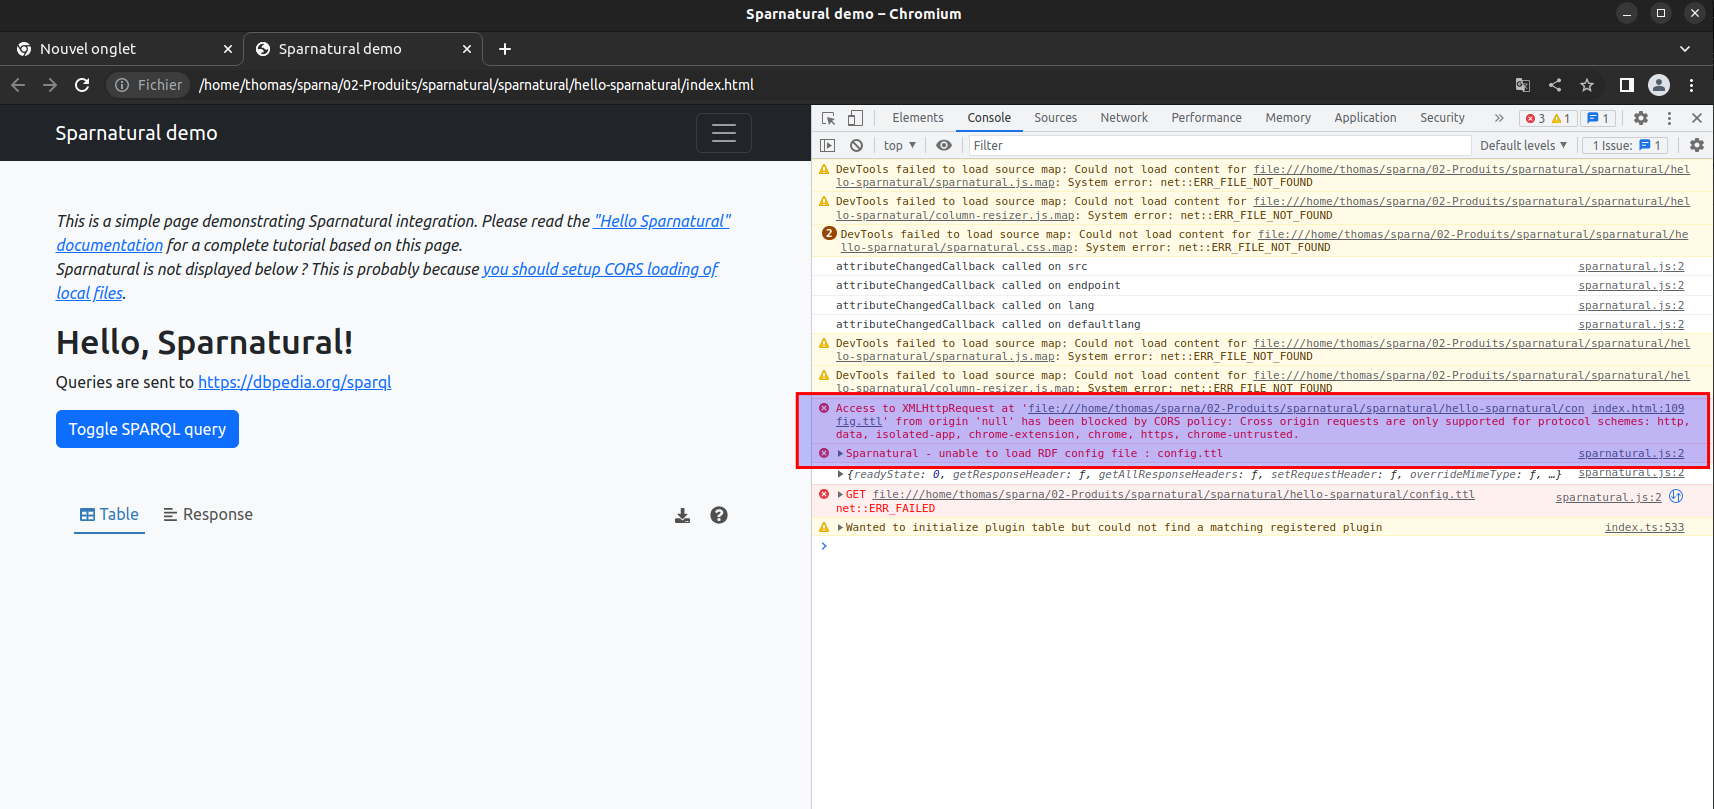 Sparnatural demo – Chromium
Nouvel onglet
Sparnatural demo
Fichier
/home/thomas/sparna/02-Produits/sparnatural/sparnatural/hello-sparnatural/index.html
Sparnatural demo
This is a simple page demonstrating Sparnatural integration. Please read the "Hello Sparnatural"
documentation for a complete tutorial based on this page.
Sparnatural is not displayed below ? This is probably because you should setup CORS loading of
local files.
Hello, Sparnatural!
Queries are sent to https://dbpedia.org/sparql
Toggle SPARQL query
Table Response
Elements Console Sources Network Performance Memory Application Security » 3 1 1
top Filter Default levels 1 Issue: 1
DevTools failed to load source map: Could not load content for file:///home/thomas/sparna/02-Produits/sparnatural/sparnatural/hel
lo-sparnatural/sparnatural.js.map: System error: net::ERR_FILE_NOT_FOUND
DevTools failed to load source map: Could not load content for file:///home/thomas/sparna/02-Produits/sparnatural/sparnatural/hel
lo-sparnatural/column-resizer.js.map: System error: net::ERR_FILE_NOT_FOUND
2 DevTools failed to load source map: Could not load content for file:///home/thomas/sparna/02-Produits/sparnatural/sparnatural/he
llo-sparnatural/sparnatural.css.map: System error: net::ERR_FILE_NOT_FOUND
attributeChangedCallback called on src sparnatural.js:2
attributeChangedCallback called on endpoint sparnatural.js:2
attributeChangedCallback called on lang sparnatural.js:2
attributeChangedCallback called on defaultlang sparnatural.js:2
DevTools failed to load source map: Could not load content for file:///home/thomas/sparna/02-Produits/sparnatural/sparnatural/hel
lo-sparnatural/sparnatural.js.map: System error: net::ERR_FILE_NOT_FOUND
DevTools failed to load source map: Could not load content for file:///home/thomas/sparna/02-Produits/sparnatural/sparnatural/hel
lo-sparnatural/column-resizer.js.map: System error: net::ERR_FILE_NOT_FOUND
Access to XMLHttpRequest at 'file:///home/thomas/sparna/02-Produits/sparnatural/sparnatural/hello-sparnatural/con index.html:109
fig.ttl' from origin 'null' has been blocked by CORS policy: Cross origin requests are only supported for protocol schemes: http,
data, isolated-app, chrome-extension, chrome, https, chrome-untrusted.
Sparnatural - unable to load RDF config file : config.ttl sparnatural.js:2
{readyState: 0, getResponseHeader: ƒ, getAllResponseHeaders: ƒ, setRequestHeader: ƒ, overrideMimeType: ƒ, …} sparnatural.js:2
GET file:///home/thomas/sparna/02-Produits/sparnatural/sparnatural/hello-sparnatural/config.ttl sparnatural.js:2
net::ERR_FAILED
Wanted to initialize plugin table but could not find a matching registered plugin index.ts:533